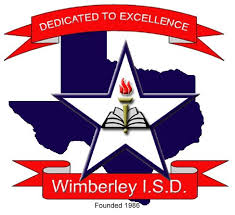 DEDICATED TO EXCELLENCE
Wimberley I.S.D.
Founded 1986